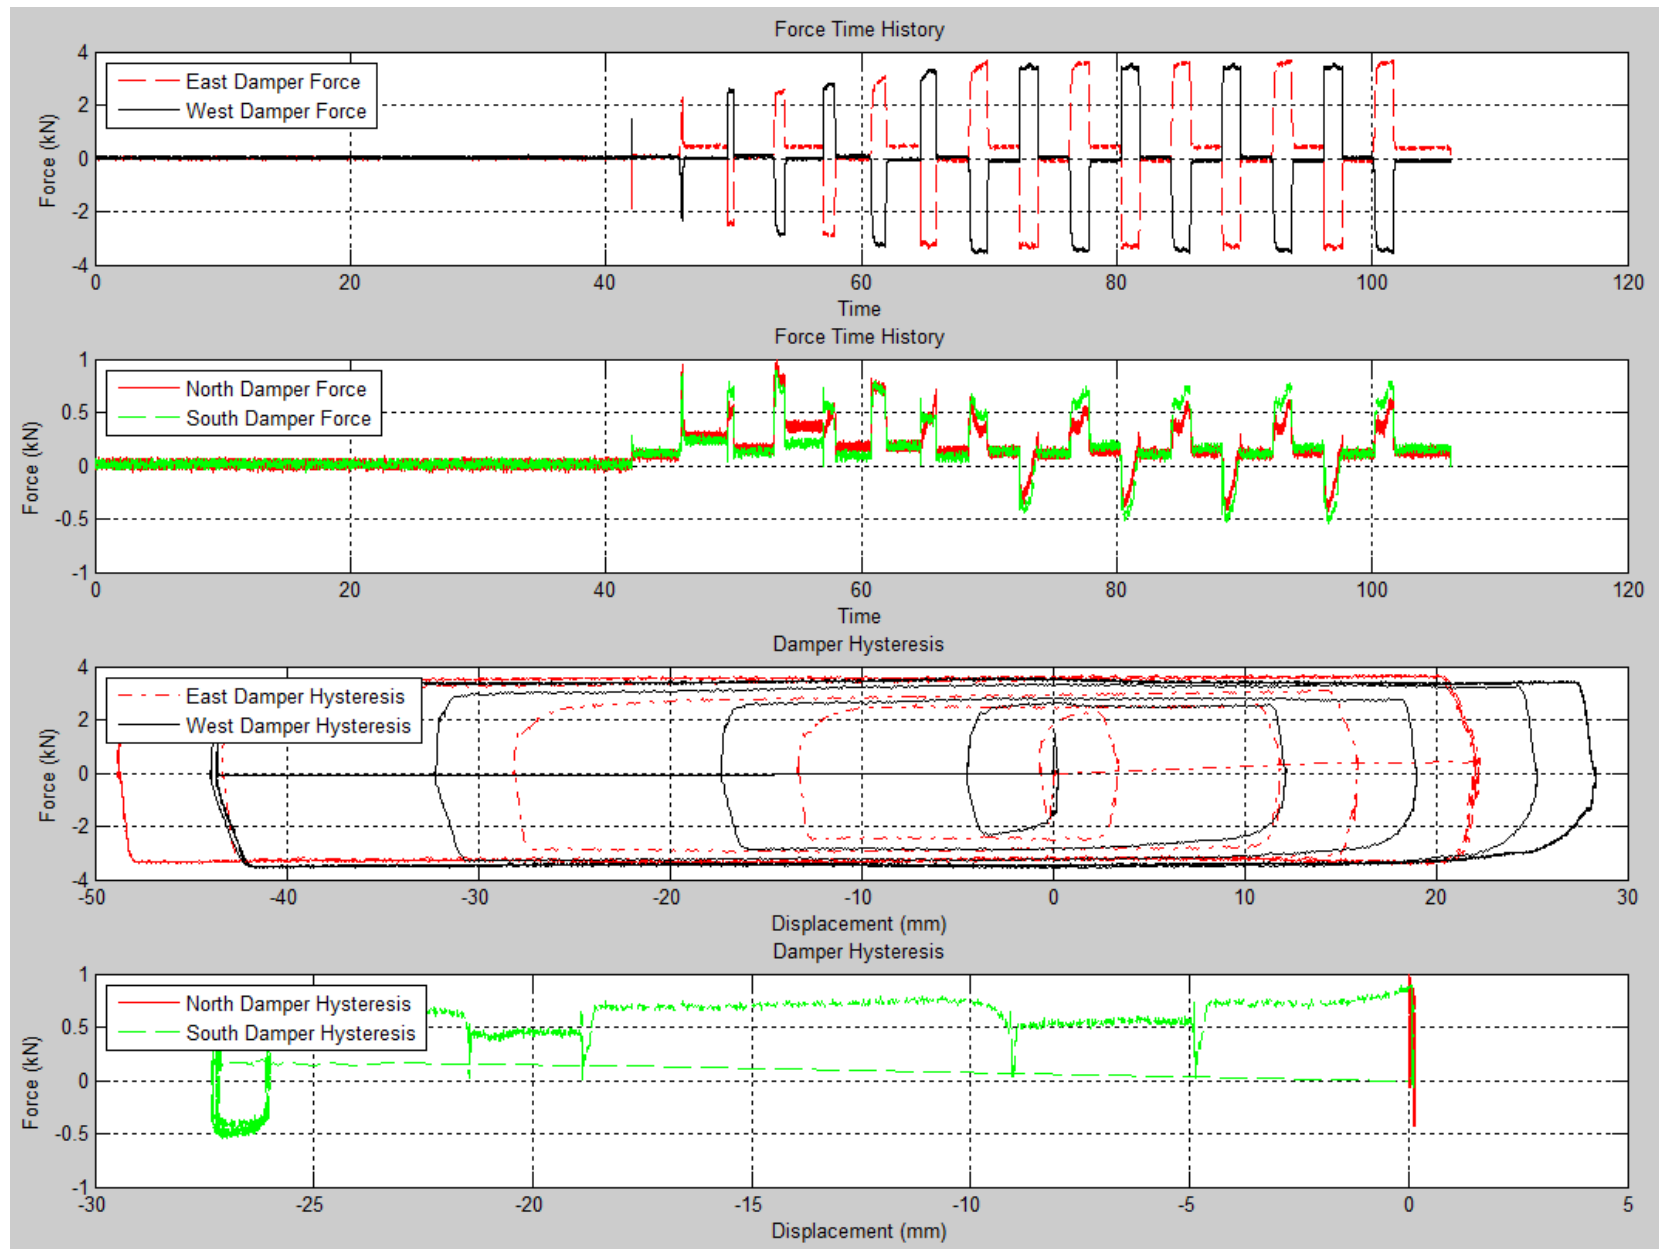 Force Time History
4
2
0
-2
-4
Force (kN)
East Damper Force
West Damper Force
0 20 40 60 80 100 120
Time
Force Time History
1
0.5
0
-0.5
-1
Force (kN)
North Damper Force
South Damper Force
0 20 40 60 80 100 120
Time
Damper Hysteresis
4
2
0
-2
-4
Force (kN)
East Damper Hysteresis
West Damper Hysteresis
-50 -40 -30 -20 -10 0 10 20 30
Displacement (mm)
Damper Hysteresis
1
0.5
0
-0.5
-1
Force (kN)
North Damper Hysteresis
South Damper Hysteresis
-30 -25 -20 -15 -10 -5 0 5
Displacement (mm)